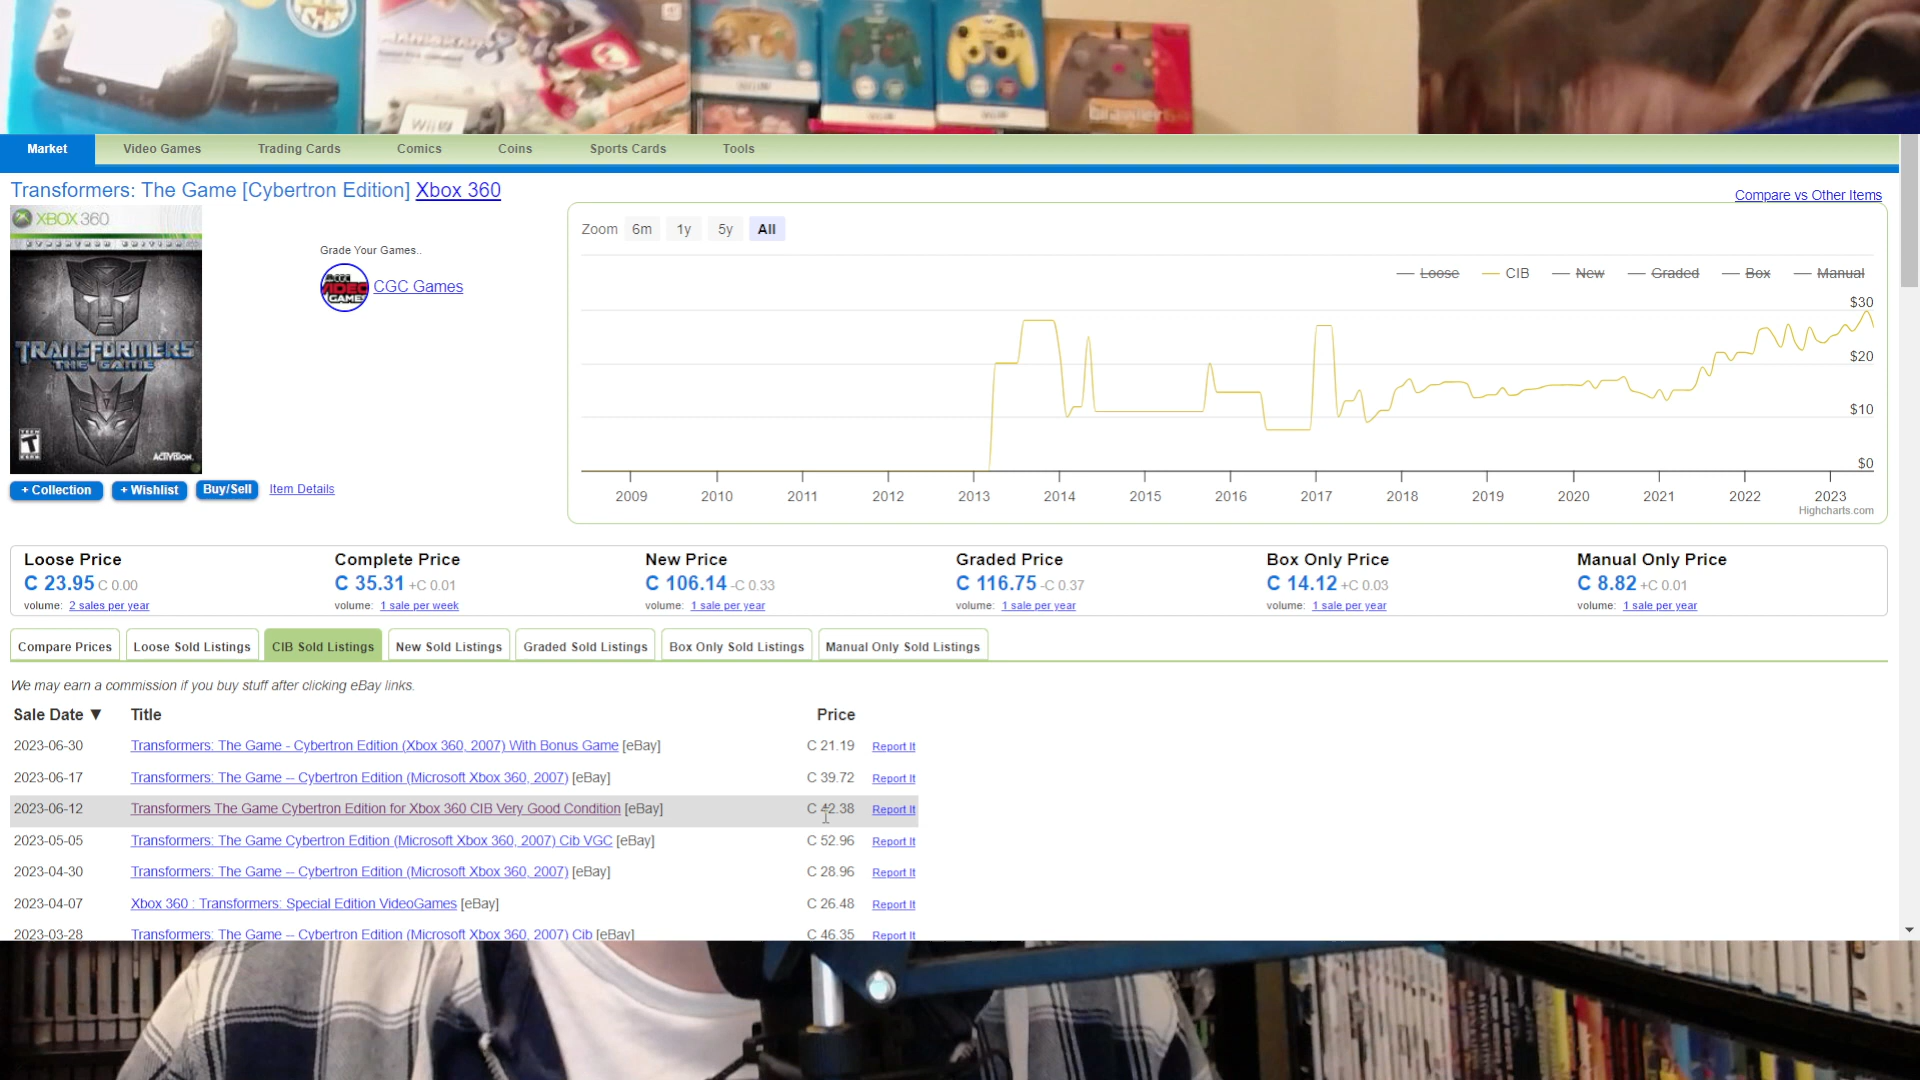 Wii U
Market
Video Games
Trading Cards
Comics
Coins
Sports Cards
Tools
Transformers: The Game [Cybertron Edition] Xbox 360
Compare vs Other Items
XBOX 360
CYBERTRON EDITION
TRANSFORMERS
THE GAME
TEEN
T
ACTIVISION
Grade Your Games..
CGC
VIDEO
GAMES
CGC Games
+ Collection
+ Wishlist
Buy/Sell
Item Details
Zoom
6m
1y
5y
All
Loose
CIB
New
Graded
Box
Manual
$30
$20
$10
$0
2009
2010
2011
2012
2013
2014
2015
2016
2017
2018
2019
2020
2021
2022
2023
Highcharts.com
Loose Price
C 23.95 C 0.00
volume: 2 sales per year
Complete Price
C 35.31 +C 0.01
volume: 1 sale per week
New Price
C 106.14 -C 0.33
volume: 1 sale per year
Graded Price
C 116.75 -C 0.37
volume: 1 sale per year
Box Only Price
C 14.12 +C 0.03
volume: 1 sale per year
Manual Only Price
C 8.82 +C 0.01
volume: 1 sale per year
Compare Prices
Loose Sold Listings
CIB Sold Listings
New Sold Listings
Graded Sold Listings
Box Only Sold Listings
Manual Only Sold Listings
We may earn a commission if you buy stuff after clicking eBay links.
Sale Date ▼ Title Price
2023-06-30 Transformers: The Game - Cybertron Edition (Xbox 360, 2007) With Bonus Game [eBay] C 21.19 Report It
2023-06-17 Transformers: The Game -- Cybertron Edition (Microsoft Xbox 360, 2007) [eBay] C 39.72 Report It
2023-06-12 Transformers The Game Cybertron Edition for Xbox 360 CIB Very Good Condition [eBay] C 42.38 Report It
2023-05-05 Transformers: The Game Cybertron Edition (Microsoft Xbox 360, 2007) Cib VGC [eBay] C 52.96 Report It
2023-04-30 Transformers: The Game -- Cybertron Edition (Microsoft Xbox 360, 2007) [eBay] C 28.96 Report It
2023-04-07 Xbox 360 : Transformers: Special Edition VideoGames [eBay] C 26.48 Report It
2023-03-28 Transformers: The Game -- Cybertron Edition (Microsoft Xbox 360, 2007) Cib [eBay] C 46.35 Report It